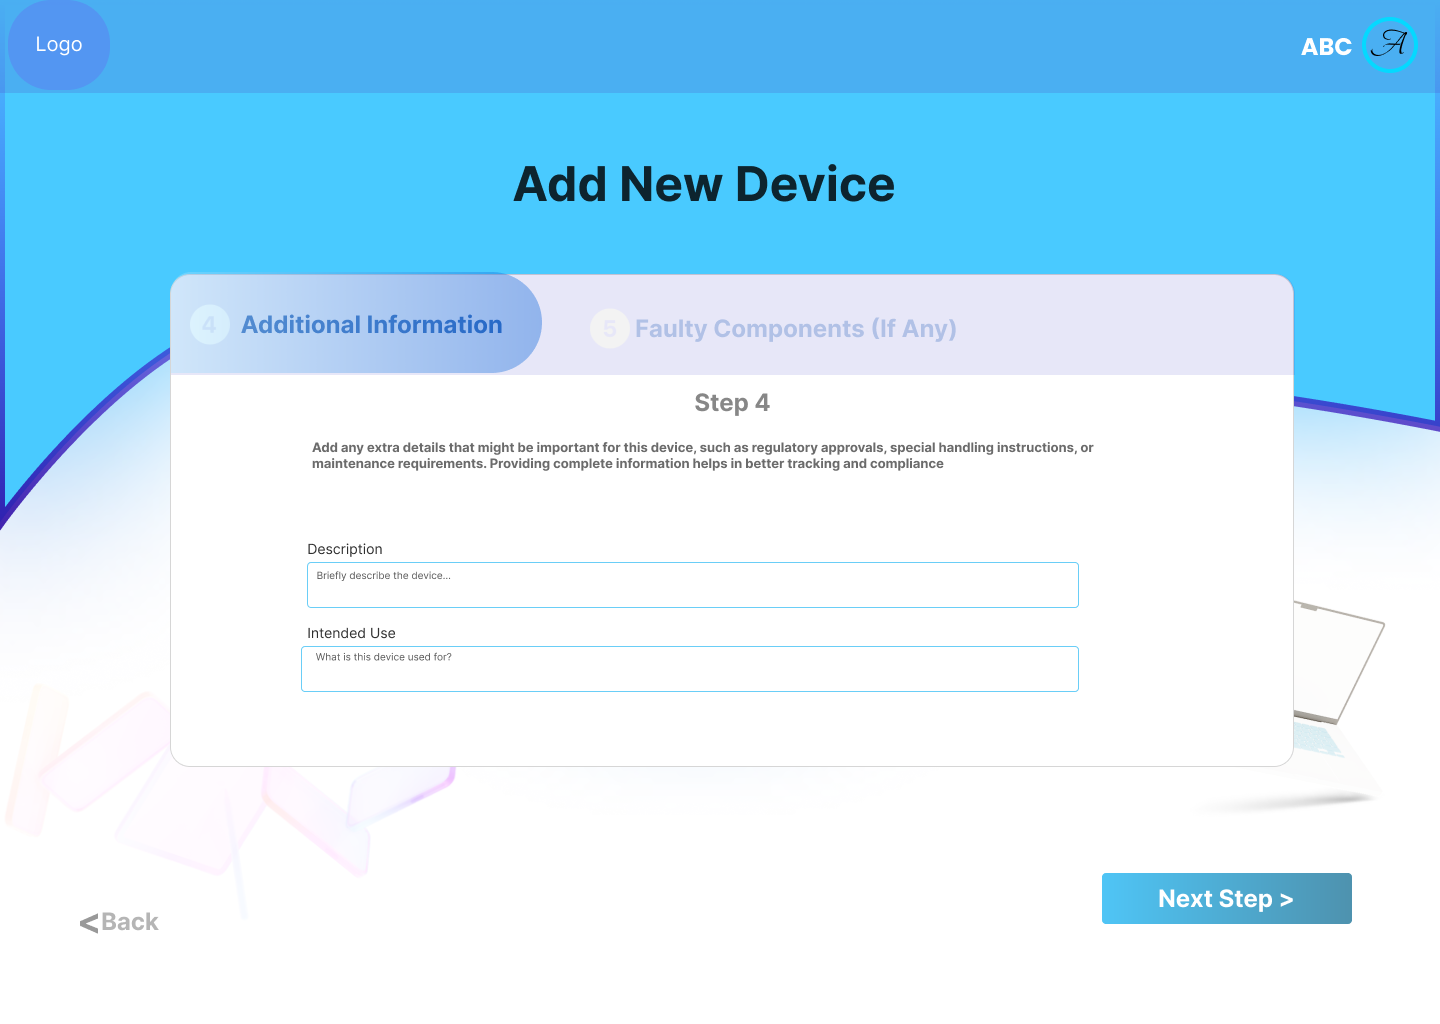 Logo
ABC
A
Add New Device
4 Additional Information
5 Faulty Components (If Any)
Step 4
Add any extra details that might be important for this device, such as regulatory approvals, special handling instructions, or
maintenance requirements. Providing complete information helps in better tracking and compliance
Description
Briefly describe the device...
Intended Use
What is this device used for?
<Back
Next Step >